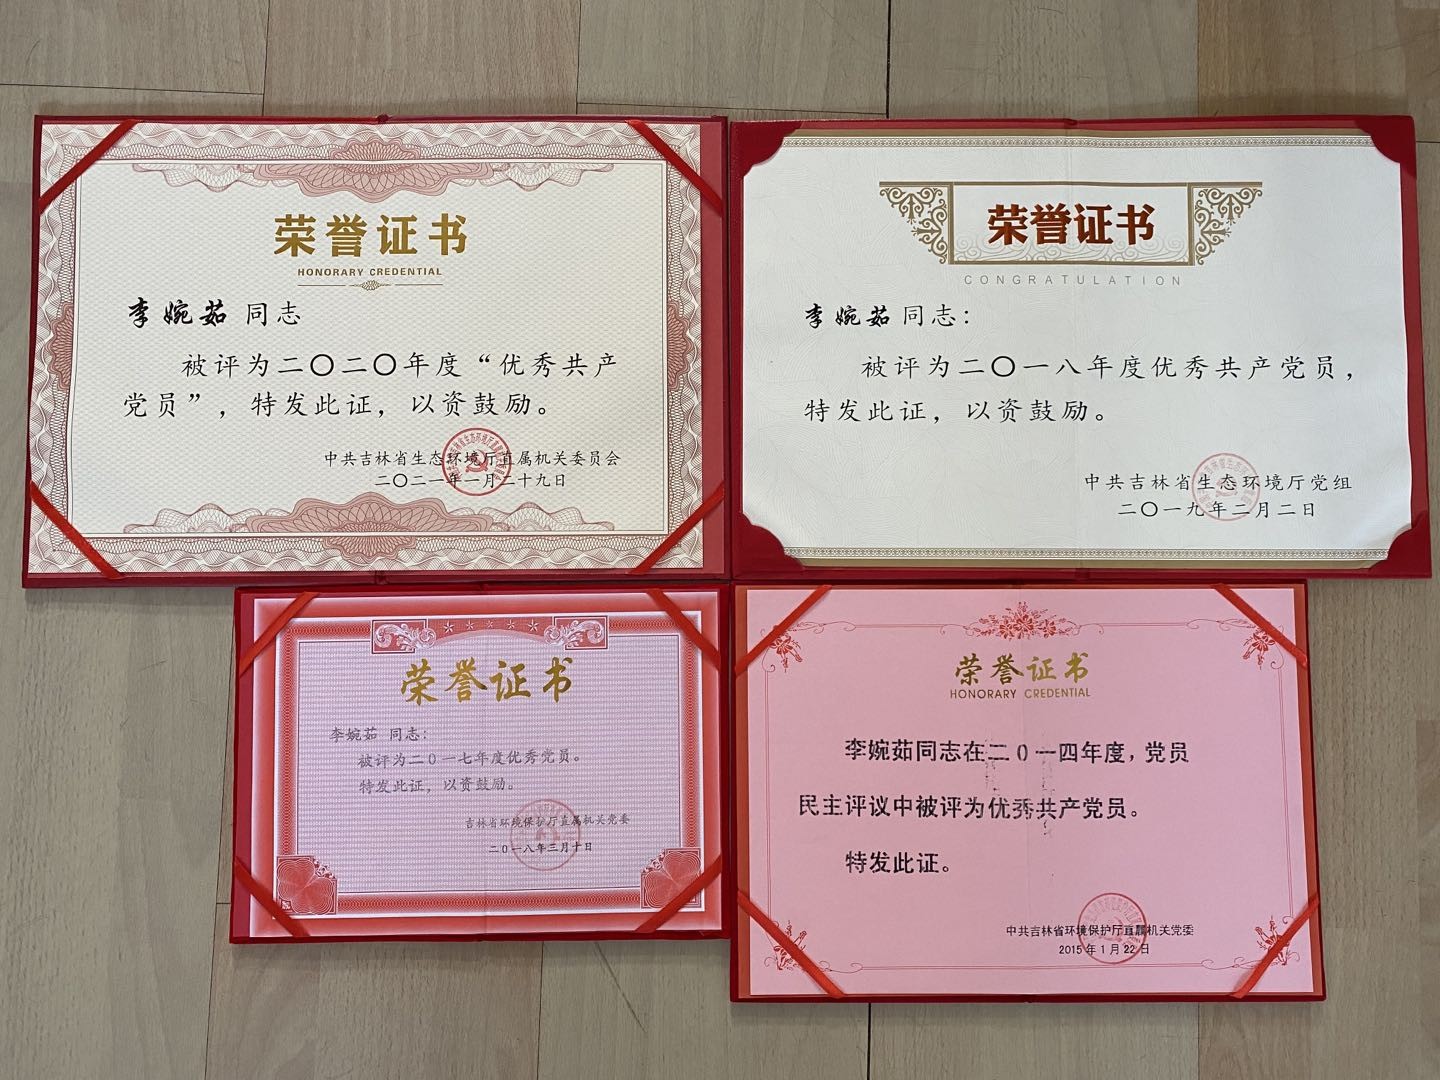 荣誉证书
HONORARY CREDENTIAL
李婉茹 同志
被评为二〇二〇年度“优秀共产
党员”，特发此证，以资鼓励。
中共吉林省生态环境厅直属机关委员会
二〇二一年一月二十九日
荣誉证书
CONGRATULATION
李婉茹 同志：
被评为二〇一八年度优秀共产党员，
特发此证，以资鼓励。
中共吉林省生态环境厅党组
二〇一九年二月二日
荣誉证书
李婉茹 同志：
被评为二0一七年度优秀党员。
特发此证，以资鼓励。
吉林省环境保护厅直属机关党委
二0一八年三月十日
荣誉证书
HONORARY CREDENTIAL
李婉茹同志在二0一四年度，党员
民主评议中被评为优秀共产党员。
特发此证。
中共吉林省环境保护厅直属机关党委
2015年1月22日